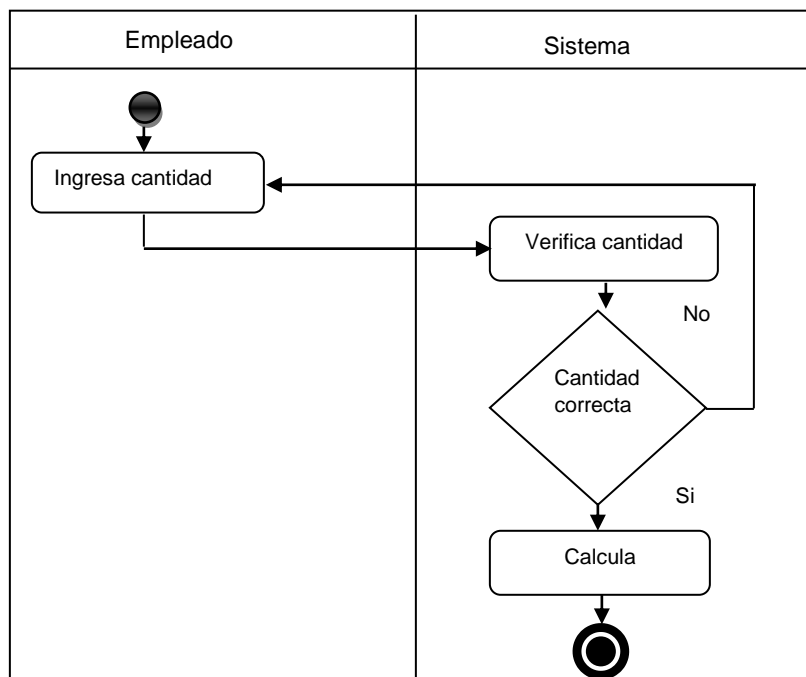 Empleado
Sistema
Ingresa cantidad
Verifica cantidad
No
Cantidad
correcta
Si
Calcula